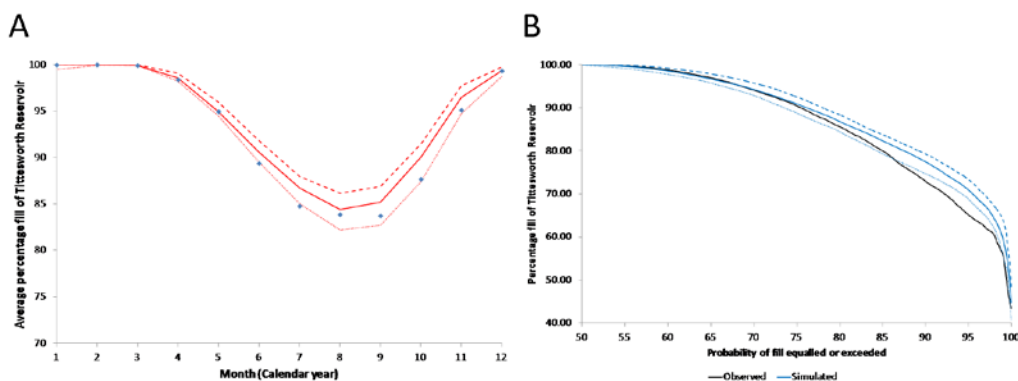 A
Average percentage fill of Tittesworth Reservoir
100
95
90
85
80
75
70
1 2 3 4 5 6 7 8 9 10 11 12
Month (Calendar year)
B
Percentage fill of Tittesworth Reservoir
100.00
90.00
80.00
70.00
60.00
50.00
40.00
50 55 60 65 70 75 80 85 90 95 100
Probability of fill equalled or exceeded
Observed Simulated